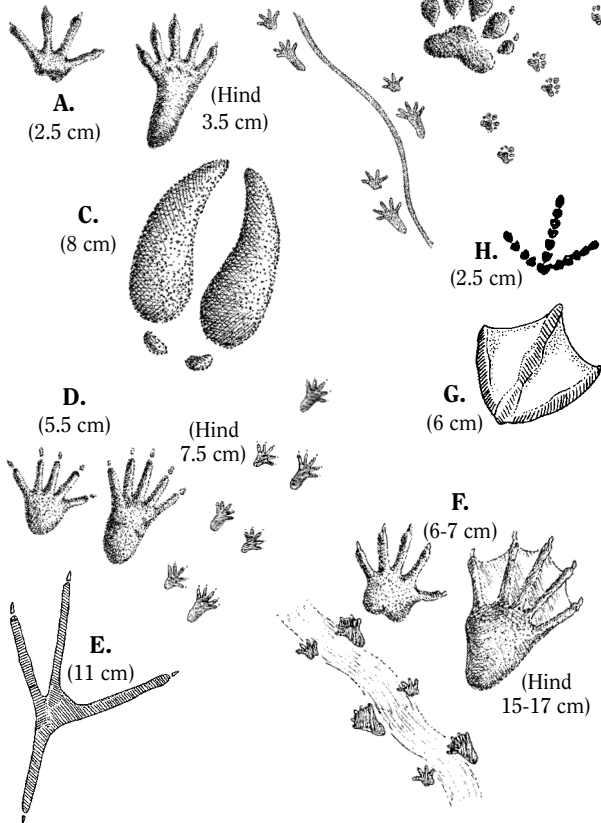 A.
(2.5 cm)
(Hind
3.5 cm)
C.
(8 cm)
H.
(2.5 cm)
G.
(6 cm)
D.
(5.5 cm)
(Hind
7.5 cm)
F.
(6-7 cm)
E.
(11 cm)
(Hind
15-17 cm)